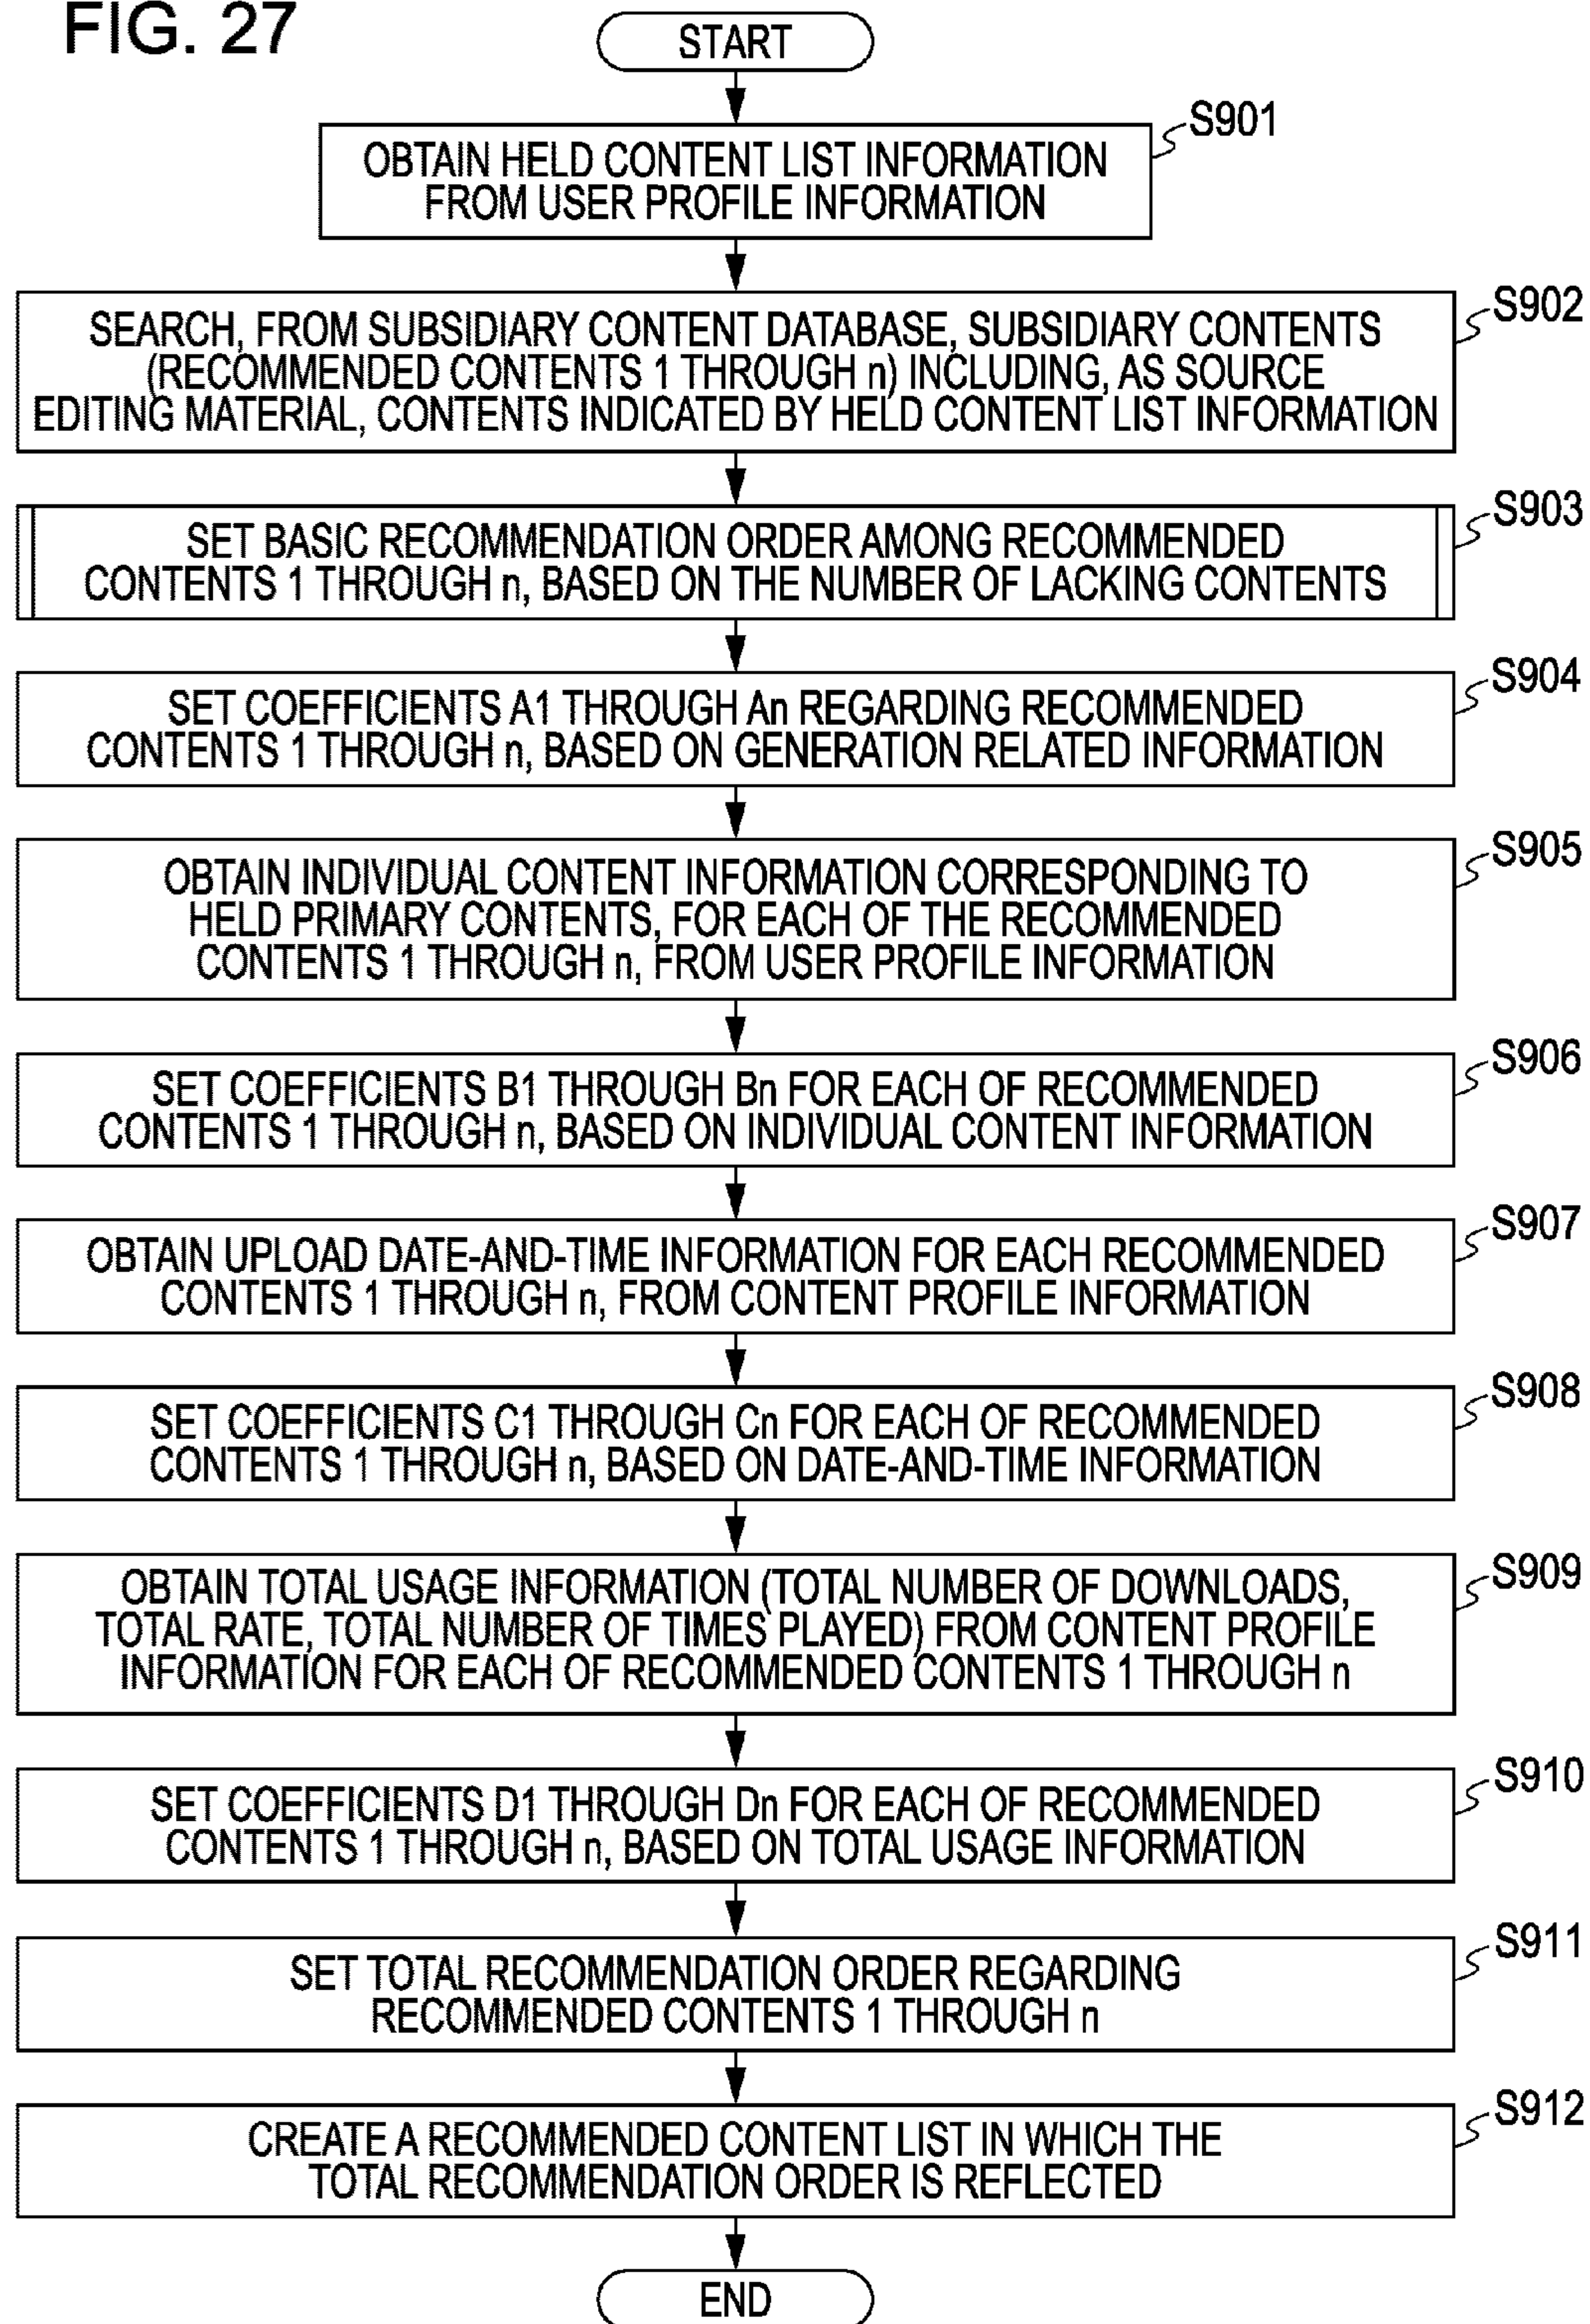 FIG. 27
START
S901
OBTAIN HELD CONTENT LIST INFORMATION
FROM USER PROFILE INFORMATION
S902
SEARCH, FROM SUBSIDIARY CONTENT DATABASE, SUBSIDIARY CONTENTS
(RECOMMENDED CONTENTS 1 THROUGH n) INCLUDING, AS SOURCE
EDITING MATERIAL, CONTENTS INDICATED BY HELD CONTENT LIST INFORMATION
S903
SET BASIC RECOMMENDATION ORDER AMONG RECOMMENDED
CONTENTS 1 THROUGH n, BASED ON THE NUMBER OF LACKING CONTENTS
S904
SET COEFFICIENTS A1 THROUGH An REGARDING RECOMMENDED
CONTENTS 1 THROUGH n, BASED ON GENERATION RELATED INFORMATION
S905
OBTAIN INDIVIDUAL CONTENT INFORMATION CORRESPONDING TO
HELD PRIMARY CONTENTS, FOR EACH OF THE RECOMMENDED
CONTENTS 1 THROUGH n, FROM USER PROFILE INFORMATION
S906
SET COEFFICIENTS B1 THROUGH Bn FOR EACH OF RECOMMENDED
CONTENTS 1 THROUGH n, BASED ON INDIVIDUAL CONTENT INFORMATION
S907
OBTAIN UPLOAD DATE-AND-TIME INFORMATION FOR EACH RECOMMENDED
CONTENTS 1 THROUGH n, FROM CONTENT PROFILE INFORMATION
S908
SET COEFFICIENTS C1 THROUGH Cn FOR EACH OF RECOMMENDED
CONTENTS 1 THROUGH n, BASED ON DATE-AND-TIME INFORMATION
S909
OBTAIN TOTAL USAGE INFORMATION (TOTAL NUMBER OF DOWNLOADS,
TOTAL RATE, TOTAL NUMBER OF TIMES PLAYED) FROM CONTENT PROFILE
INFORMATION FOR EACH OF RECOMMENDED CONTENTS 1 THROUGH n
S910
SET COEFFICIENTS D1 THROUGH Dn FOR EACH OF RECOMMENDED
CONTENTS 1 THROUGH n, BASED ON TOTAL USAGE INFORMATION
S911
SET TOTAL RECOMMENDATION ORDER REGARDING
RECOMMENDED CONTENTS 1 THROUGH n
S912
CREATE A RECOMMENDED CONTENT LIST IN WHICH THE
TOTAL RECOMMENDATION ORDER IS REFLECTED
END